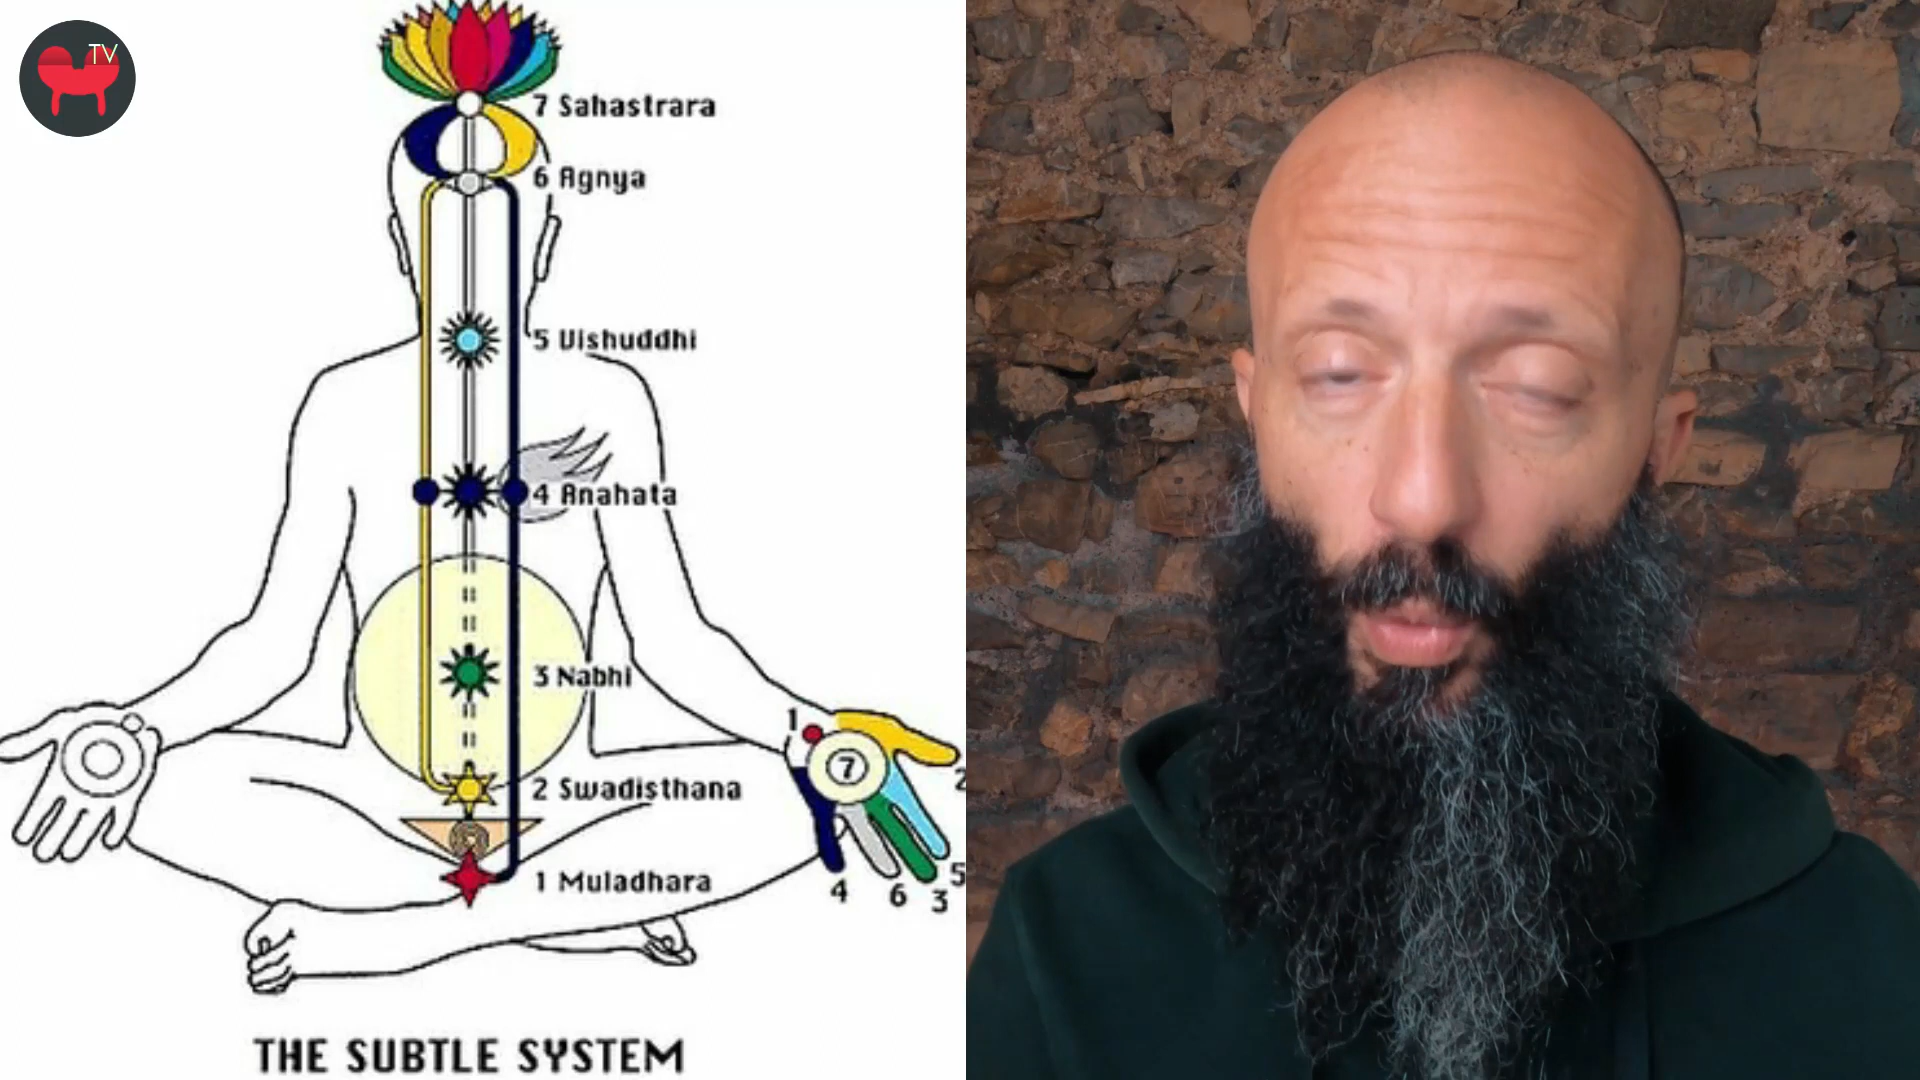 TV
7 Sahastrara
6 Agnya
5 Vishuddhi
4 Anahata
3 Nabhi
2 Swadisthana
1 Muladhara
1
7
2
5
3
6
4
THE SUBTLE SYSTEM